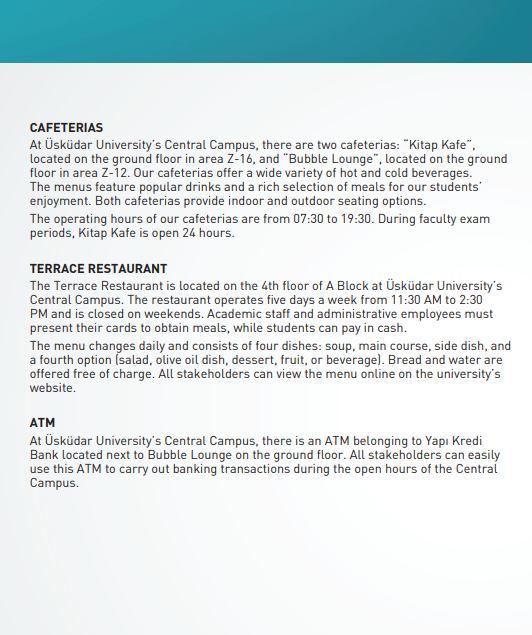 CAFETERIAS
At Üsküdar University's Central Campus, there are two cafeterias: "Kitap Kafe",
located on the ground floor in area Z-16, and "Bubble Lounge", located on the ground
floor in area Z-12. Our cafeterias offer a wide variety of hot and cold beverages.
The menus feature popular drinks and a rich selection of meals for our students'
enjoyment. Both cafeterias provide indoor and outdoor seating options.
The operating hours of our cafeterias are from 07:30 to 19:30. During faculty exam
periods, Kitap Kafe is open 24 hours.
TERRACE RESTAURANT
The Terrace Restaurant is located on the 4th floor of A Block at Üsküdar University's
Central Campus. The restaurant operates five days a week from 11:30 AM to 2:30
PM and is closed on weekends. Academic staff and administrative employees must
present their cards to obtain meals, while students can pay in cash.
The menu changes daily and consists of four dishes: soup, main course, side dish, and
a fourth option (salad, olive oil dish, dessert, fruit, or beverage). Bread and water are
offered free of charge. All stakeholders can view the menu online on the university's
website.
ATM
At Üsküdar University's Central Campus, there is an ATM belonging to Yapı Kredi
Bank located next to Bubble Lounge on the ground floor. All stakeholders can easily
use this ATM to carry out banking transactions during the open hours of the Central
Campus.